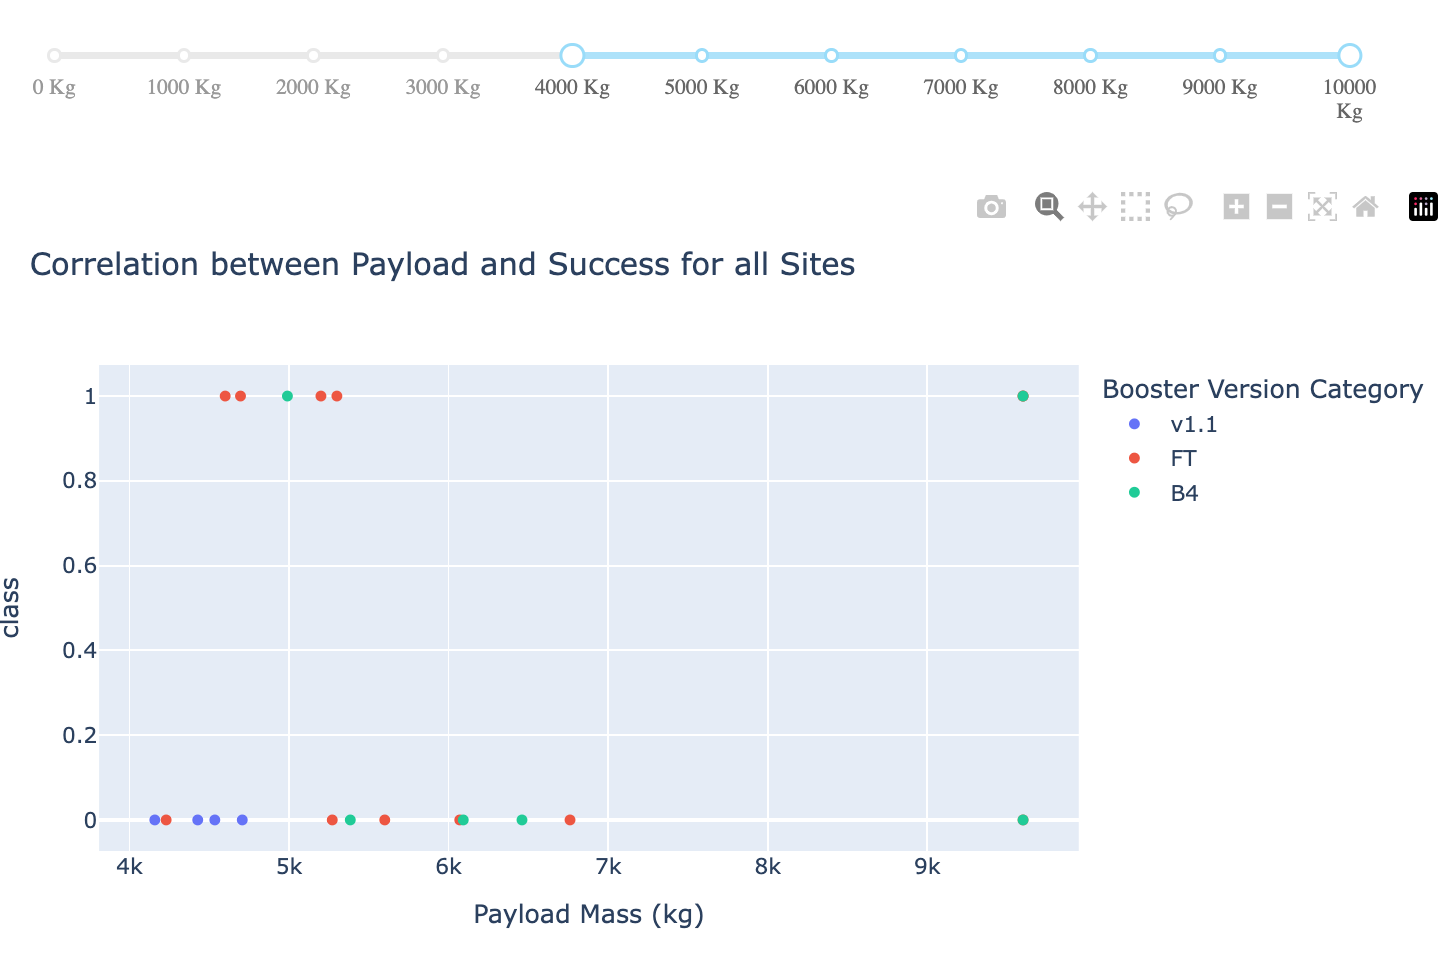 0 Kg 1000 Kg 2000 Kg 3000 Kg 4000 Kg 5000 Kg 6000 Kg 7000 Kg 8000 Kg 9000 Kg 10000
Kg
Correlation between Payload and Success for all Sites
1
0.8
0.6
0.4
0.2
0
class
4k 5k 6k 7k 8k 9k
Payload Mass (kg)
Booster Version Category
v1.1
FT
B4